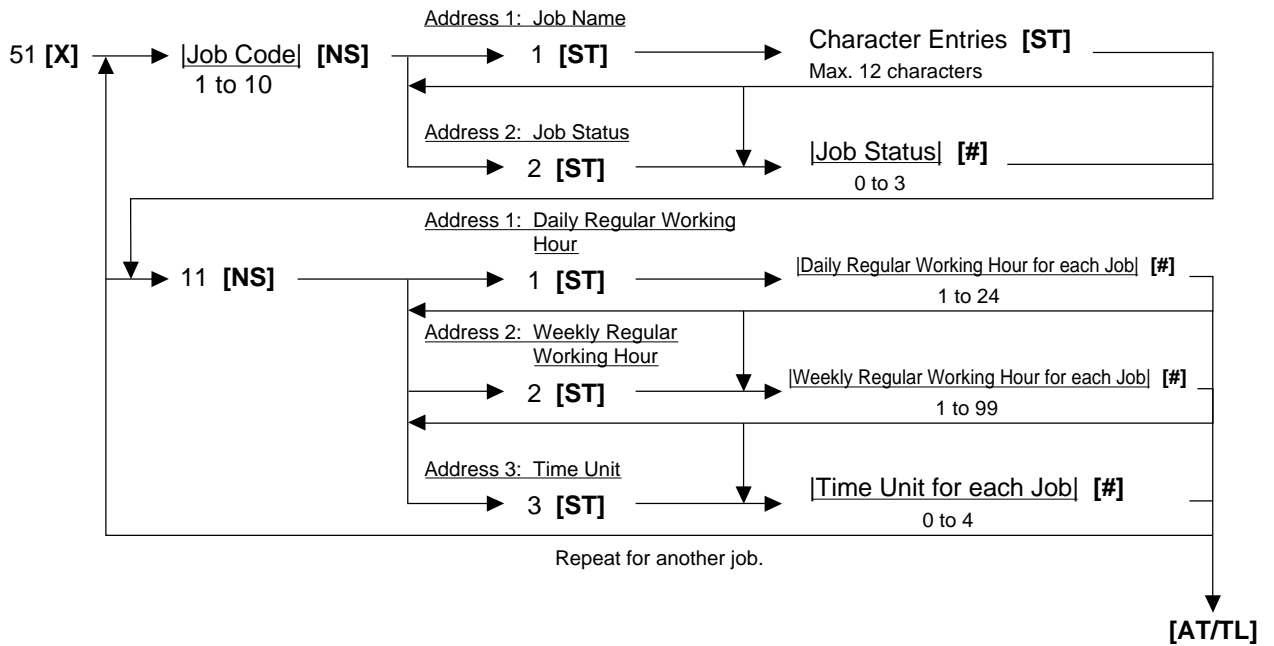 Address 1: Job Name
51 [X] |Job Code| [NS] 1 [ST] Character Entries [ST]
1 to 10 Max. 12 characters
Address 2: Job Status
2 [ST] |Job Status| [#]
0 to 3
Address 1: Daily Regular Working
Hour
11 [NS] 1 [ST] |Daily Regular Working Hour for each Job| [#]
1 to 24
Address 2: Weekly Regular
Working Hour
2 [ST] |Weekly Regular Working Hour for each Job| [#]
1 to 99
Address 3: Time Unit
3 [ST] |Time Unit for each Job| [#]
0 to 4
Repeat for another job.
[AT/TL]